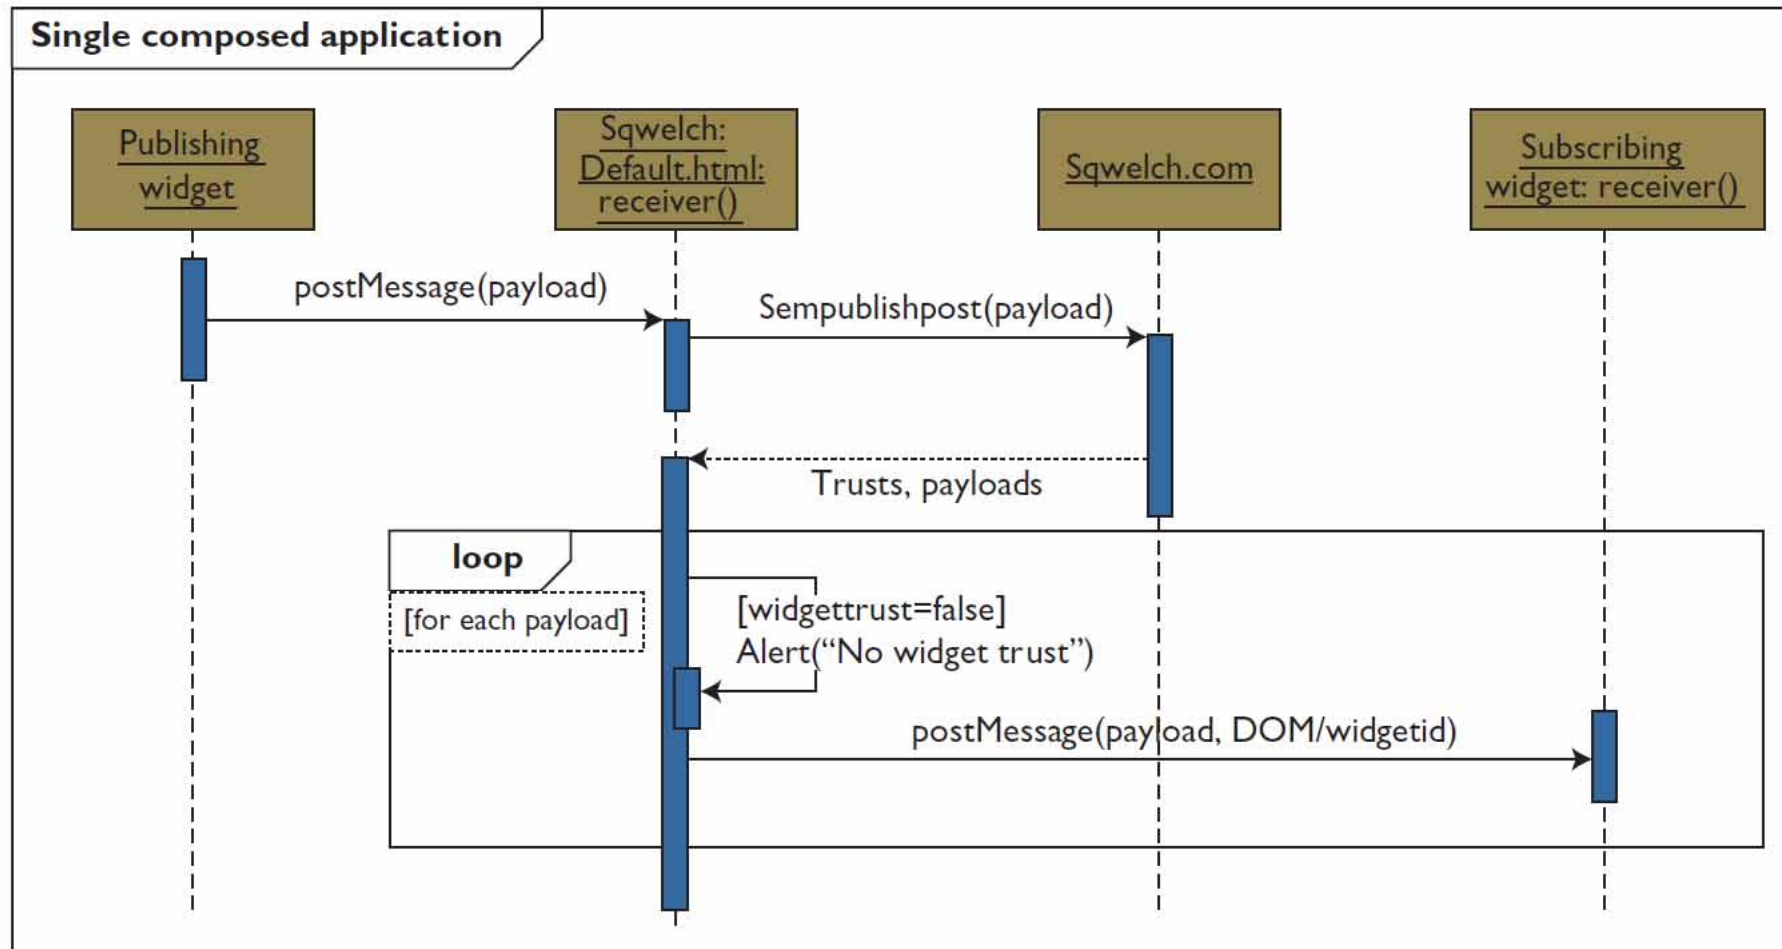 Single composed application
Publishing
widget
Sqwelch:
Default.html:
receiver()
Sqwelch.com
Subscribing
widget: receiver()
postMessage(payload)
Sempublishpost(payload)
Trusts, payloads
loop
[for each payload]
[widgettrust=false]
Alert(“No widget trust”)
postMessage(payload, DOM/widgetid)